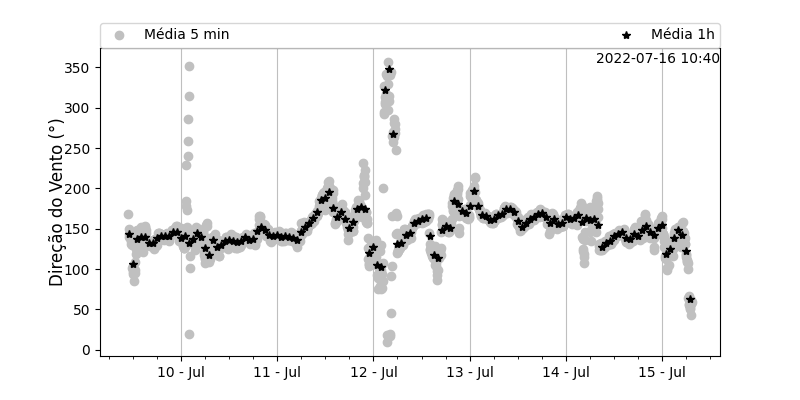 Média 5 min
Média 1h
2022-07-16 10:40
Direção do Vento (°)
350
300
250
200
150
100
50
0
10 - Jul
11 - Jul
12 - Jul
13 - Jul
14 - Jul
15 - Jul